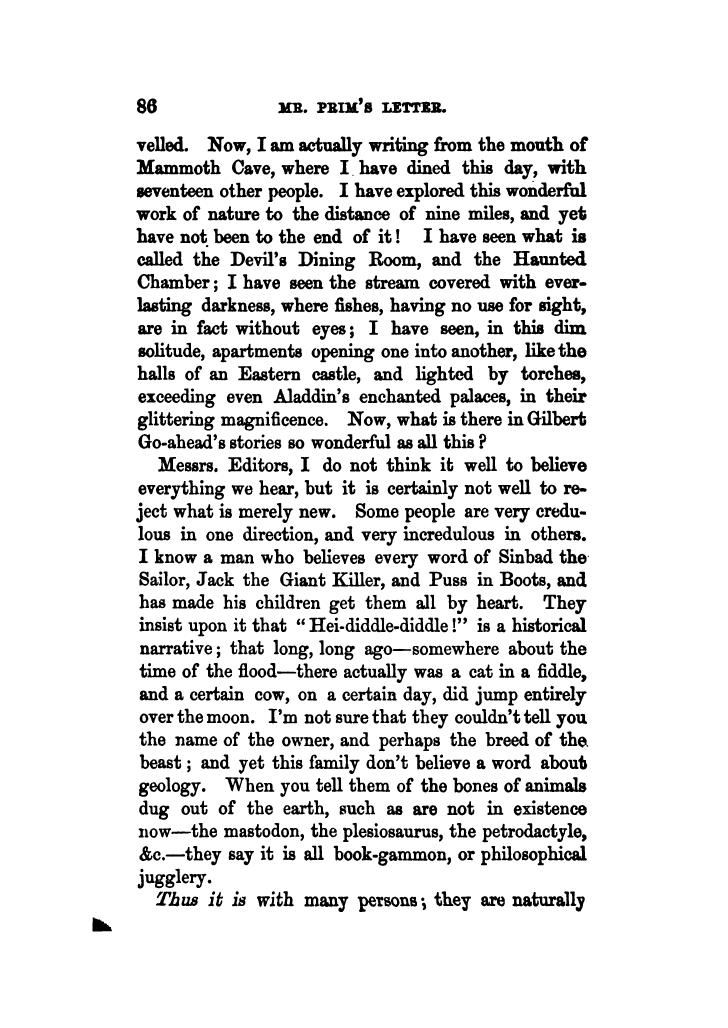 86 MR. PRIM'S LETTER.
velled. Now, I am actually writing from the mouth of
Mammoth Cave, where I have dined this day, with
seventeen other people. I have explored this wonderful
work of nature to the distance of nine miles, and yet
have not been to the end of it! I have seen what is
called the Devil's Dining Room, and the Haunted
Chamber; I have seen the stream covered with ever-
lasting darkness, where fishes, having no use for sight,
are in fact without eyes; I have seen, in this dim
solitude, apartments opening one into another, like the
halls of an Eastern castle, and lighted by torches,
exceeding even Aladdin's enchanted palaces, in their
glittering magnificence. Now, what is there in Gilbert
Go-ahead's stories so wonderful as all this?
Messrs. Editors, I do not think it well to believe
everything we hear, but it is certainly not well to re-
ject what is merely new. Some people are very credu-
lous in one direction, and very incredulous in others.
I know a man who believes every word of Sinbad the
Sailor, Jack the Giant Killer, and Puss in Boots, and
has made his children get them all by heart. They
insist upon it that "Hei-diddle-diddle!" is a historical
narrative; that long, long ago—somewhere about the
time of the flood—there actually was a cat in a fiddle,
and a certain cow, on a certain day, did jump entirely
over the moon. I'm not sure that they couldn't tell you
the name of the owner, and perhaps the breed of the
beast; and yet this family don't believe a word about
geology. When you tell them of the bones of animals
dug out of the earth, such as are not in existence
now—the mastodon, the plesiosaurus, the petrodactyle,
&c.—they say it is all book-gammon, or philosophical
jugglery.
Thus it is with many persons; they are naturally